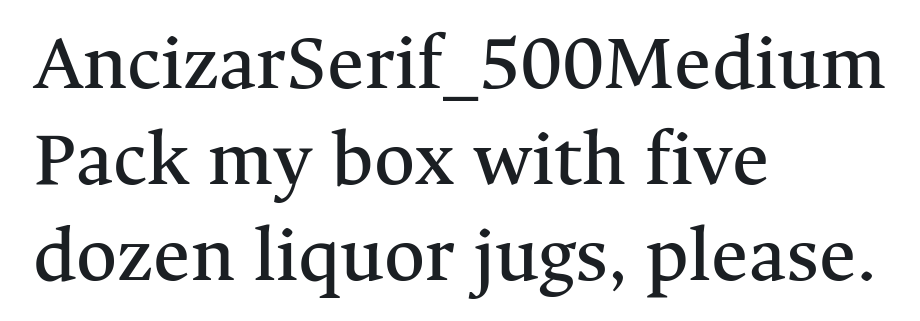 AncizarSerif_500Medium
Pack my box with five
dozen liquor jugs, please.